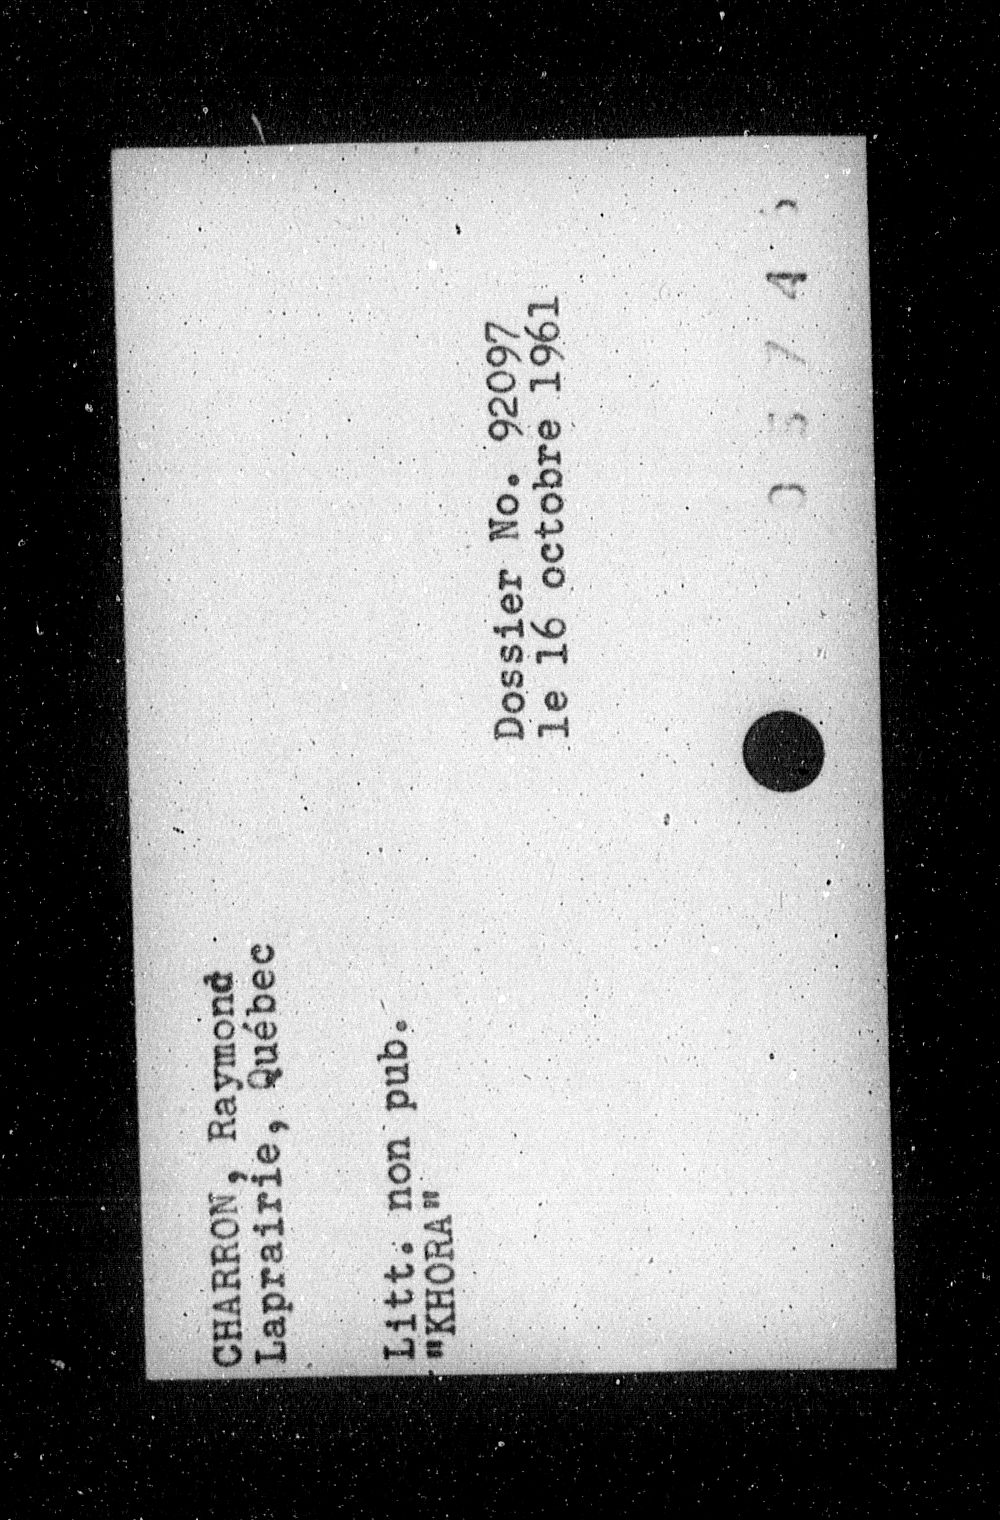 CHARRON, Raymond
Laprairie, Québec
Litt. non pub.
"KHORA"
Dossier No. 92097
le 16 octobre 1961